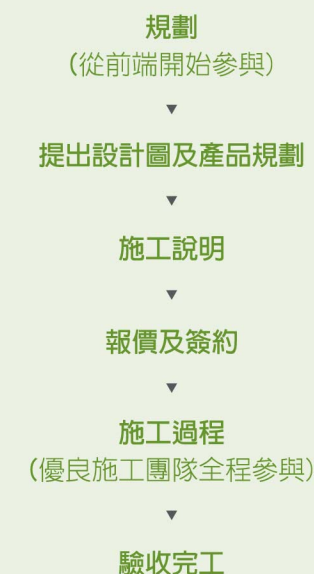 規劃
(從前端開始參與)
▼
提出設計圖及產品規劃
▼
施工說明
▼
報價及簽約
▼
施工過程
(優良施工團隊全程參與)
▼
驗收完工